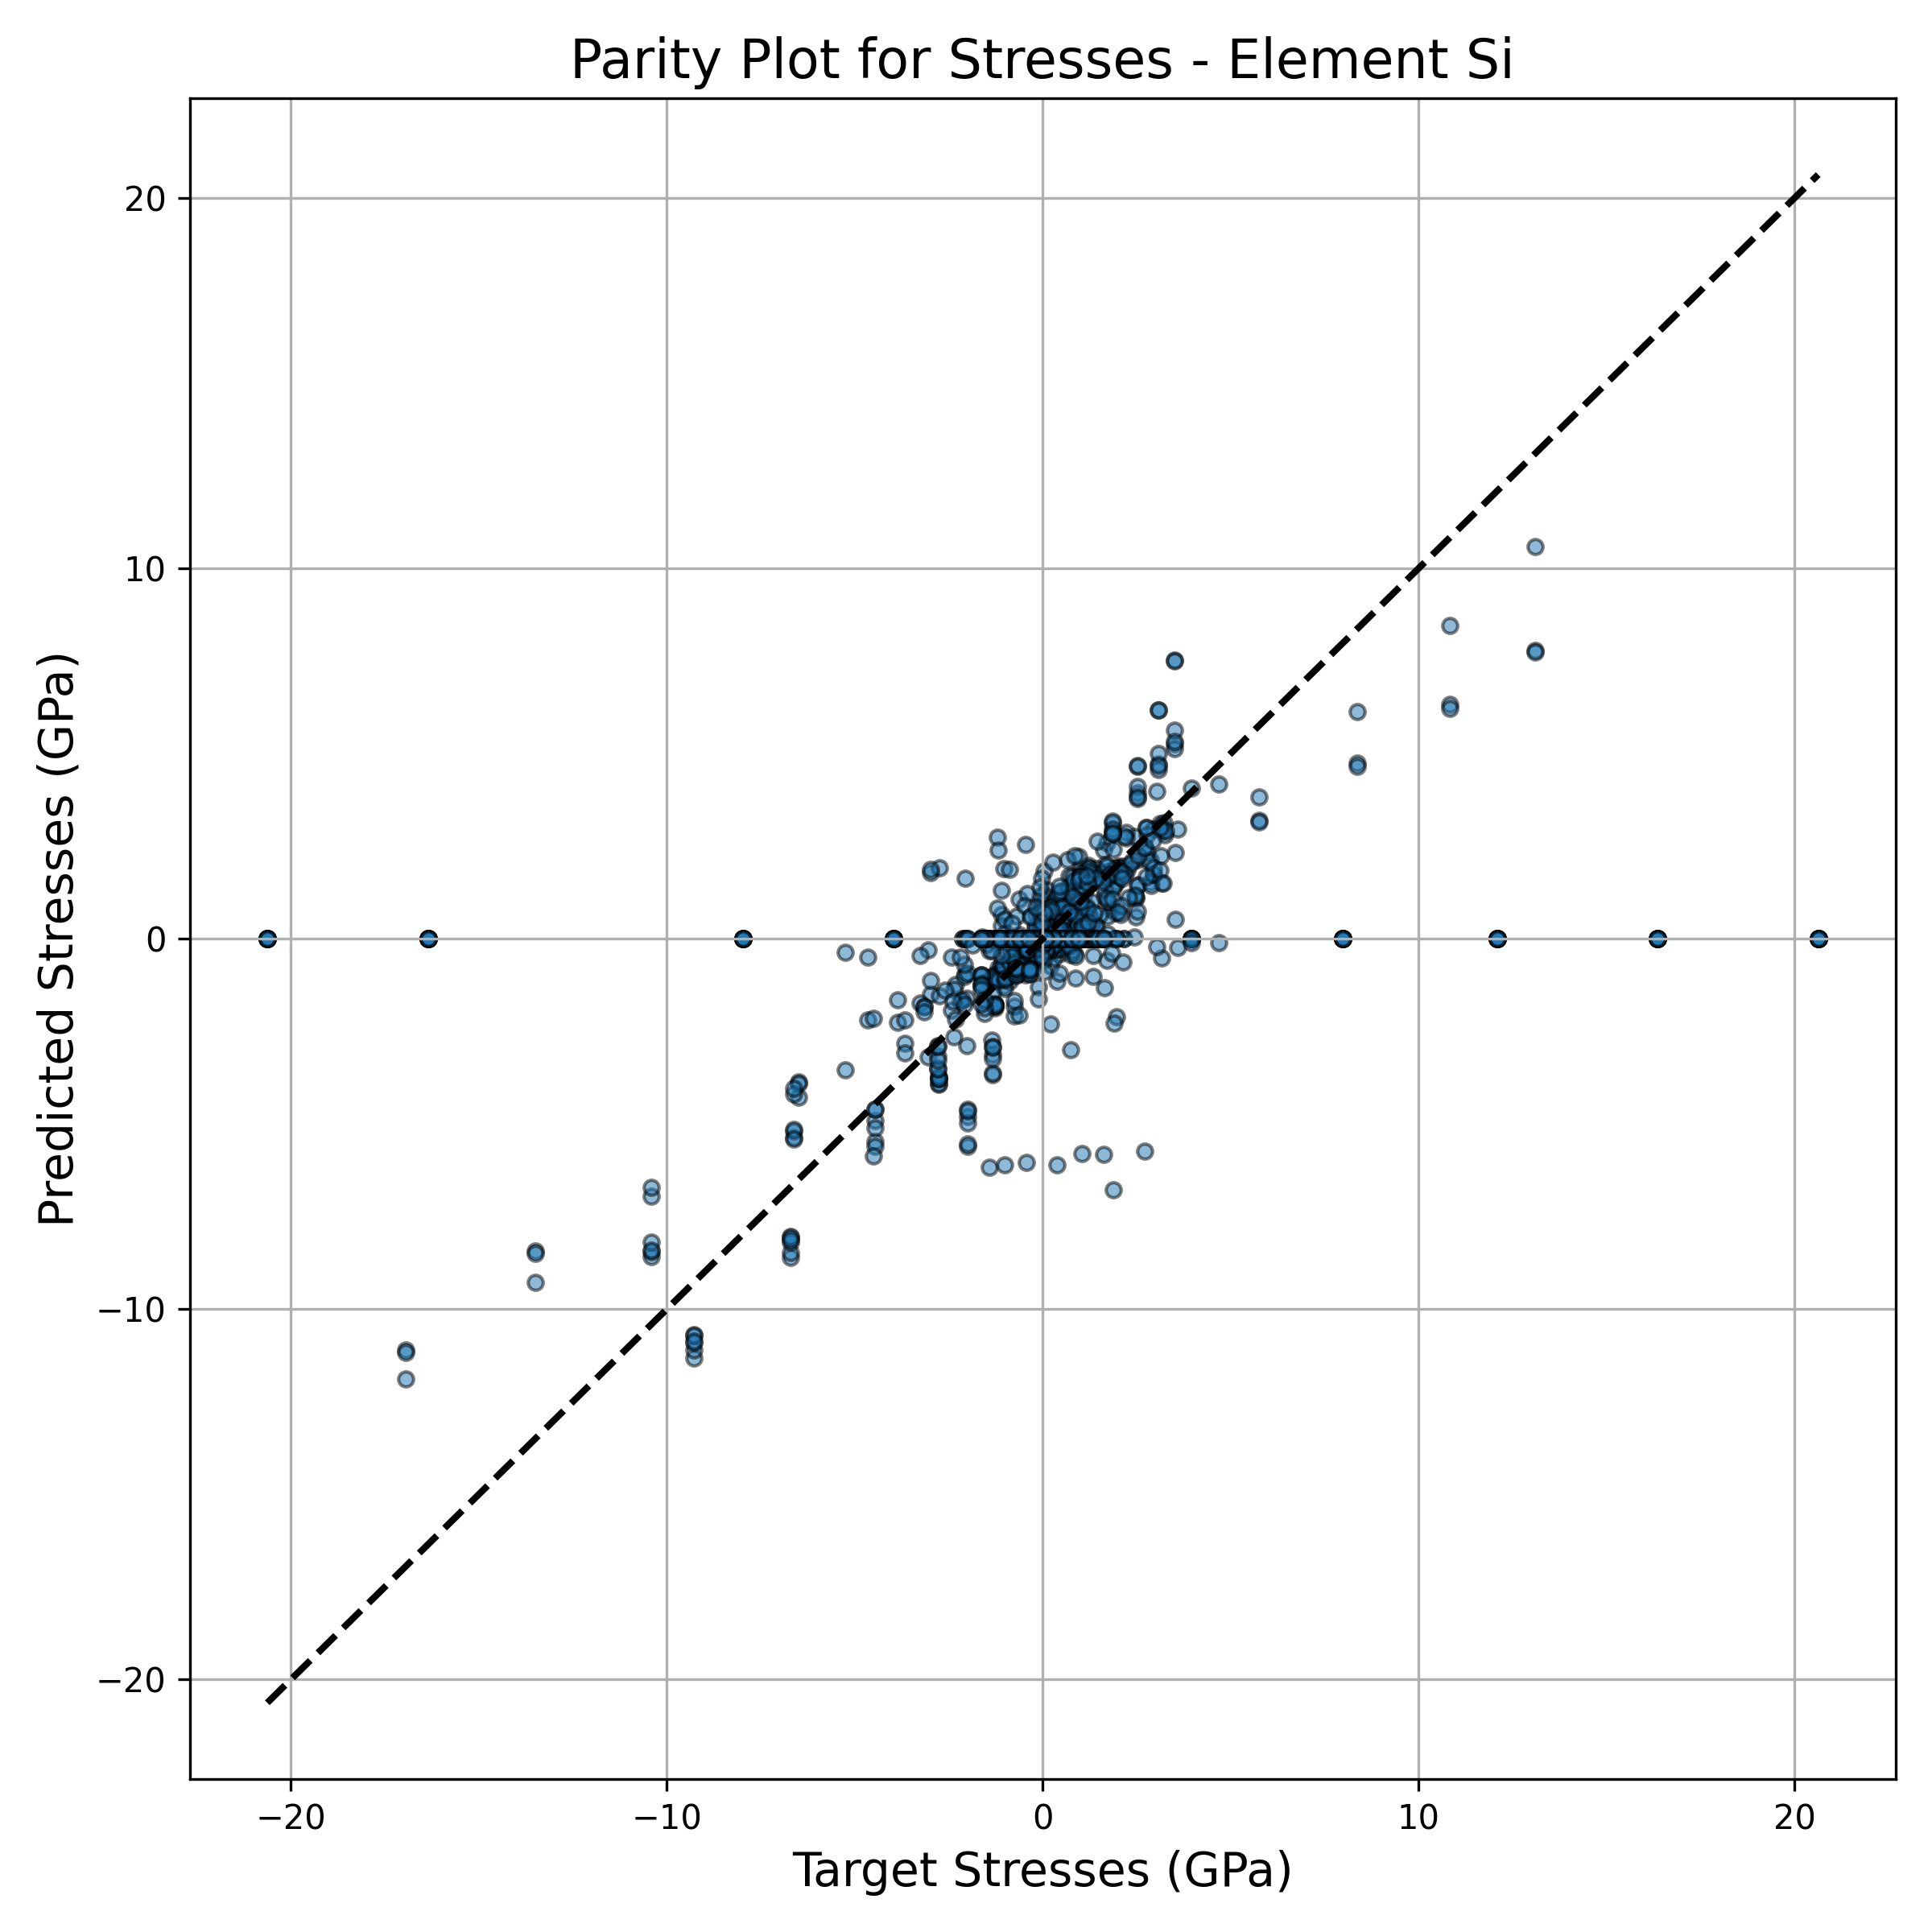 Parity Plot for Stresses - Element Si
20
10
0
−10
−20
Predicted Stresses (GPa)
−20 −10 0 10 20
Target Stresses (GPa)